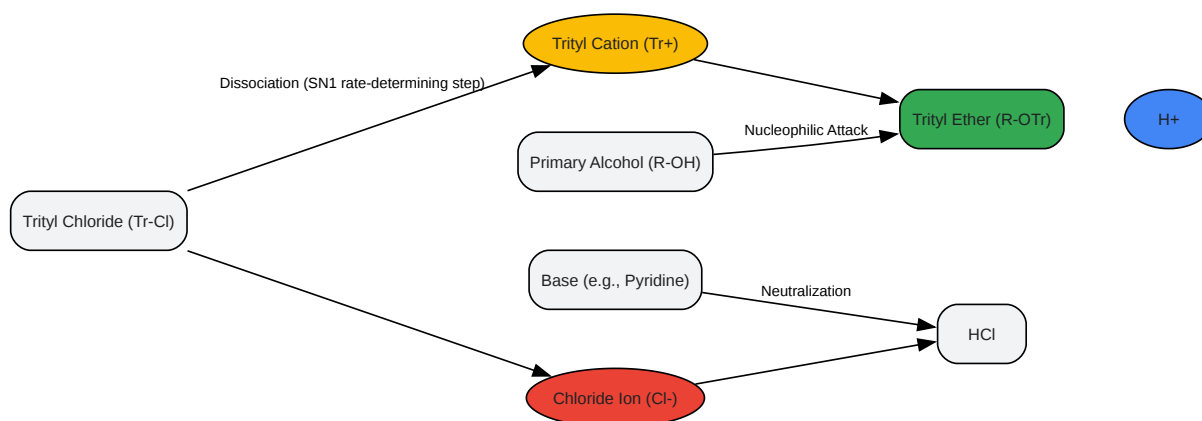 Trityl Cation (Tr+)
Dissociation (SN1 rate-determining step)
Trityl Ether (R-OTr)
H+
Nucleophilic Attack
Primary Alcohol (R-OH)
Trityl Chloride (Tr-Cl)
Base (e.g., Pyridine)
Neutralization
HCl
Chloride Ion (Cl-)